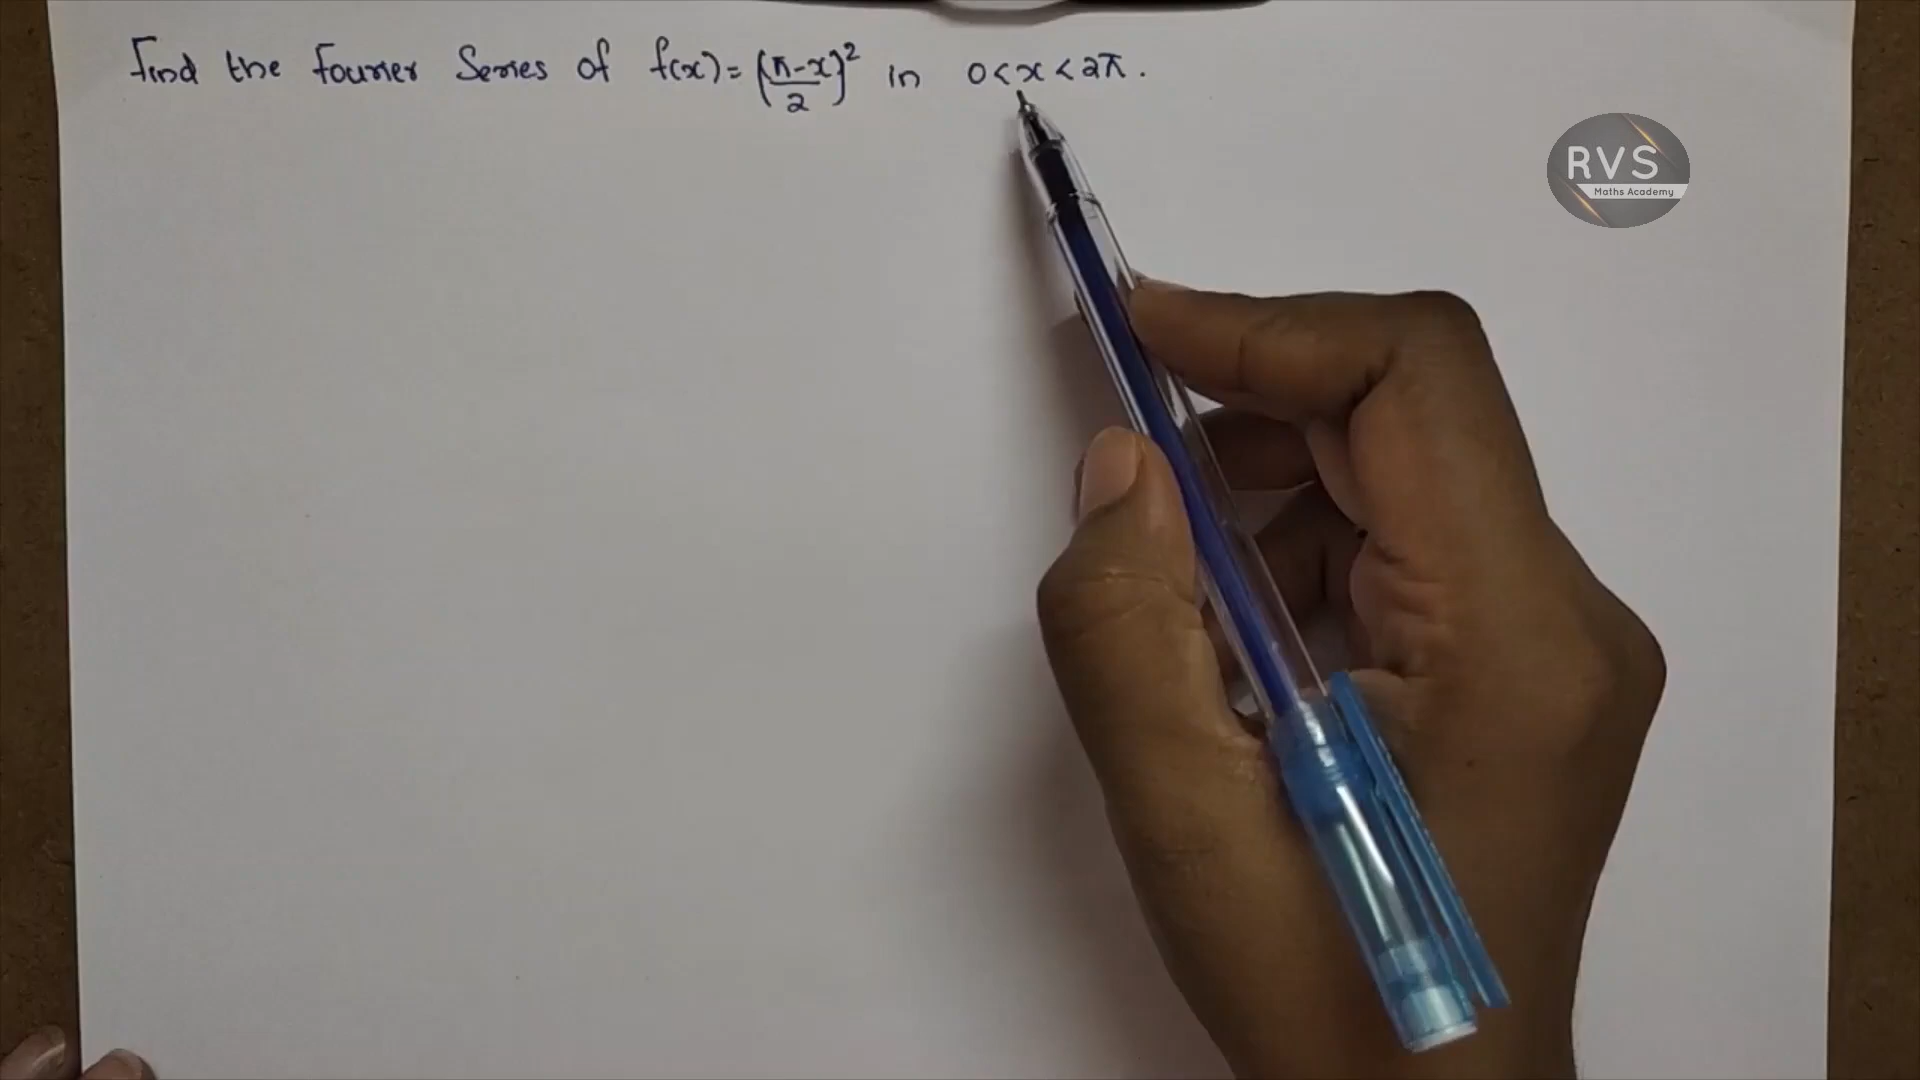 Find the Fourier Series of f(x) = (π-x/2)² in 0<x<2π.
RVS
Maths Academy